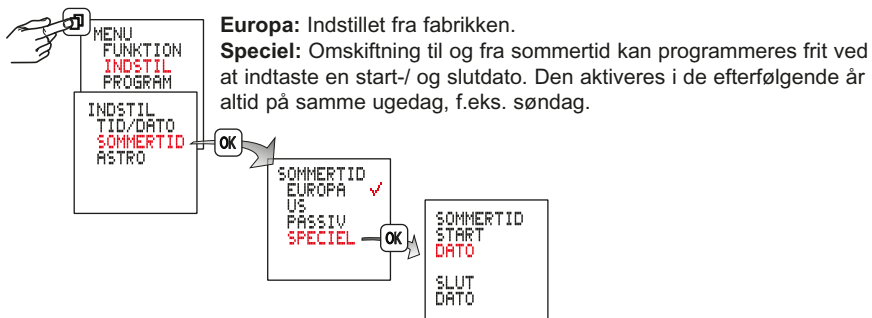 Europa: Indstillet fra fabrikken.
Speciel: Omskiftning til og fra sommertid kan programmeres frit ved
at indtaste en start-/ og slutdato. Den aktiveres i de efterfølgende år
altid på samme ugedag, f.eks. søndag.
MENU
FUNKTION
INDSTIL
PROGRAM
INDSTIL
TID/DATO
SOMMERTID
ASTRO
OK
SOMMERTID
EUROPA
US
PASSIV
SPECIEL
OK
SOMMERTID
START
DATO
SLUT
DATO